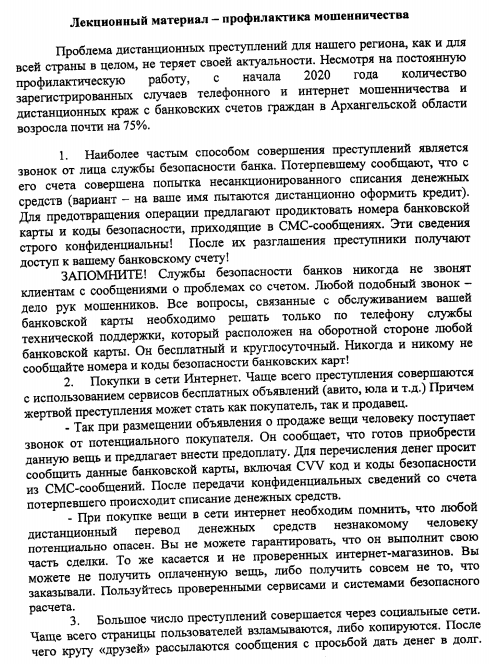 Лекционный материал – профилактика мошенничества
Проблема дистанционных преступлений для нашего региона, как и для
всей страны в целом, не теряет своей актуальности. Несмотря на постоянную
профилактическую работу, с начала 2020 года количество
зарегистрированных случаев телефонного и интернет мошенничества и
дистанционных краж с банковских счетов граждан в Архангельской области
возросла почти на 75%.
1. Наиболее частым способом совершения преступлений является
звонок от лица службы безопасности банка. Потерпевшему сообщают, что с
его счета совершена попытка несанкционированного списания денежных
средств (вариант – на ваше имя пытаются дистанционно оформить кредит).
Для предотвращения операции предлагают продиктовать номера банковской
карты и коды безопасности, приходящие в СМС-сообщениях. Эти сведения
строго конфиденциальны! После их разглашения преступники получают
доступ к вашему банковскому счету!
ЗАПОМНИТЕ! Службы безопасности банков никогда не звонят
клиентам с сообщениями о проблемах со счетом. Любой подобный звонок –
дело рук мошенников. Все вопросы, связанные с обслуживанием вашей
банковской карты необходимо решать только по телефону службы
технической поддержки, который расположен на оборотной стороне любой
банковской карты. Он бесплатный и круглосуточный. Никогда и никому не
сообщайте номера и коды безопасности банковских карт!
2. Покупки в сети Интернет. Чаще всего преступления совершаются
с использованием сервисов бесплатных объявлений (авито, юла и т.д.) Причем
жертвой преступления может стать как покупатель, так и продавец.
- Так при размещении объявления о продаже вещи человеку поступает
звонок от потенциального покупателя. Он сообщает, что готов приобрести
данную вещь и предлагает внести предоплату. Для перечисления денег просит
сообщить данные банковской карты, включая CVV код и коды безопасности
из СМС-сообщений. После передачи конфиденциальных сведений со счета
потерпевшего происходит списание денежных средств.
- При покупке вещи в сети интернет необходимо помнить, что любой
дистанционный перевод денежных средств незнакомому человеку
потенциально опасен. Вы не можете гарантировать, что он выполнит свою
часть сделки. То же касается и не проверенных интернет-магазинов. Вы
можете не получить оплаченную вещь, либо получить совсем не то, что
заказывали. Пользуйтесь проверенными сервисами и системами безопасного
расчета.
3. Большое число преступлений совершается через социальные сети.
Чаще всего страницы пользователей взламываются, либо копируются. После
чего кругу «друзей» рассылаются сообщения с просьбой дать денег в долг.